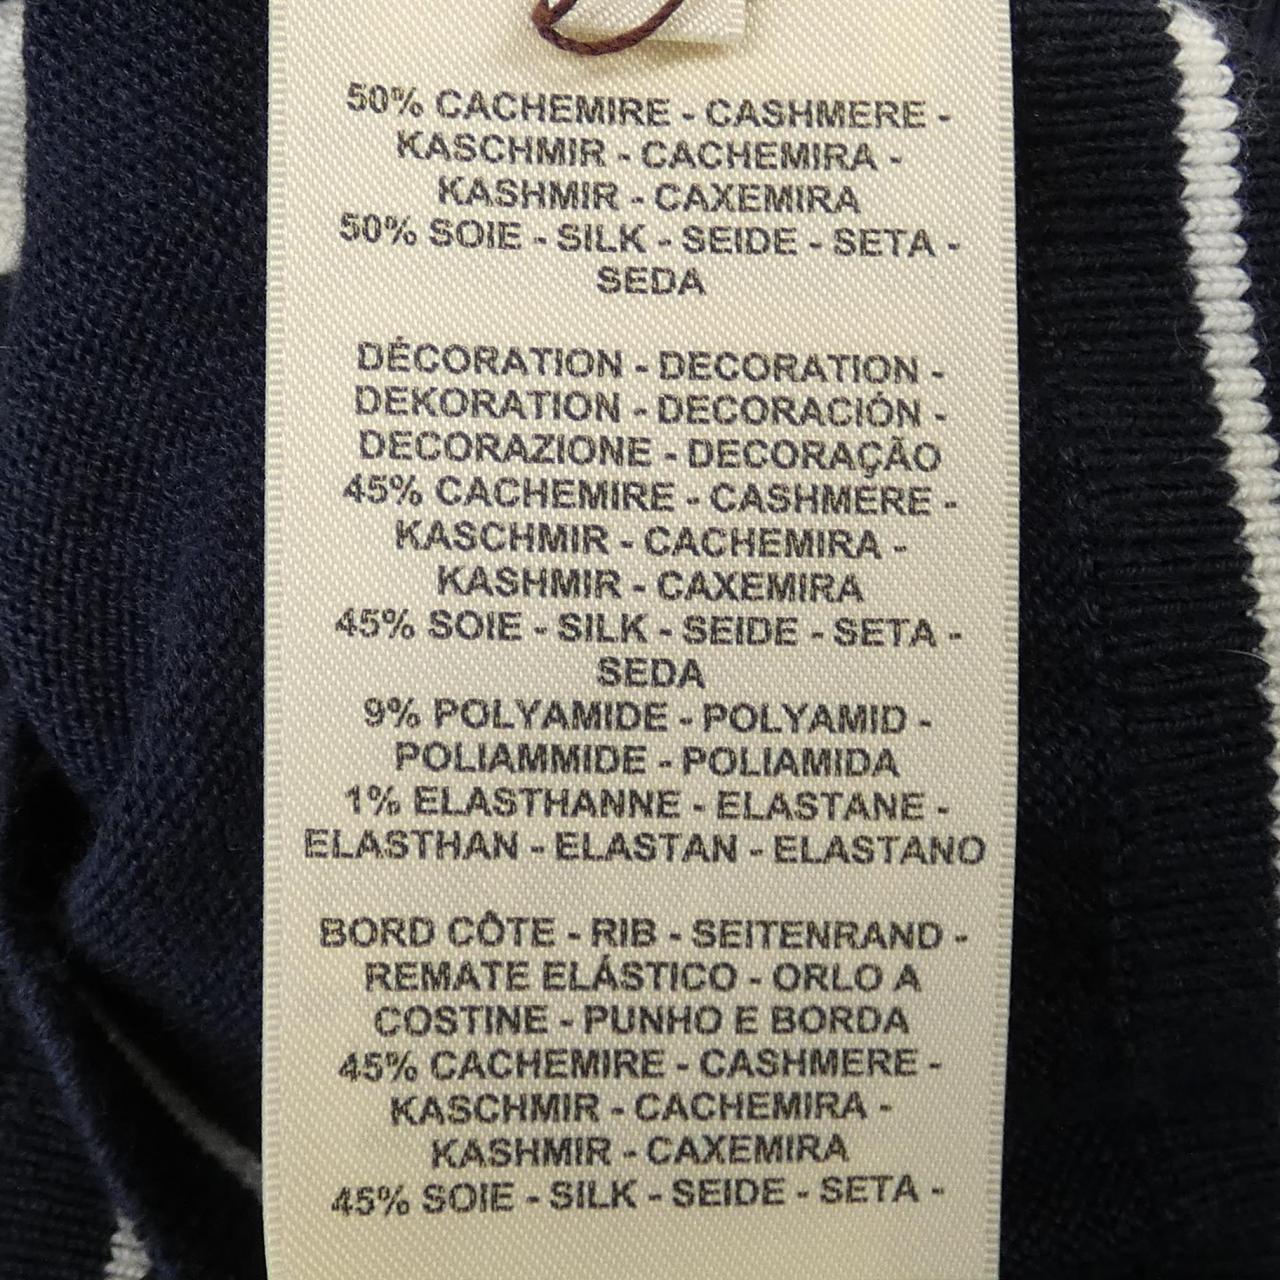 50% CACHEMIRE - CASHMERE -
KASCHMIR - CACHEMIRA -
KASHMIR - CAXEMIRA
50% SOIE - SILK - SEIDE - SETA -
SEDA
DÉCORATION - DECORATION -
DEKORATION - DECORACIÓN -
DECORAZIONE - DECORAÇÃO
45% CACHEMIRE - CASHMERE -
KASCHMIR - CACHEMIRA -
KASHMIR - CAXEMIRA
45% SOIE - SILK - SEIDE - SETA -
SEDA
9% POLYAMIDE - POLYAMID -
POLIAMMIDE - POLIAMIDA
1% ELASTHANNE - ELASTANE -
ELASTHAN - ELASTAN - ELASTANO
BORD CÔTE - RIB - SEITENRAND -
REMATE ELÁSTICO - ORLO A
COSTINE - PUNHO E BORDA
45% CACHEMIRE - CASHMERE -
KASCHMIR - CACHEMIRA -
KASHMIR - CAXEMIRA
45% SOIE - SILK - SEIDE - SETA -